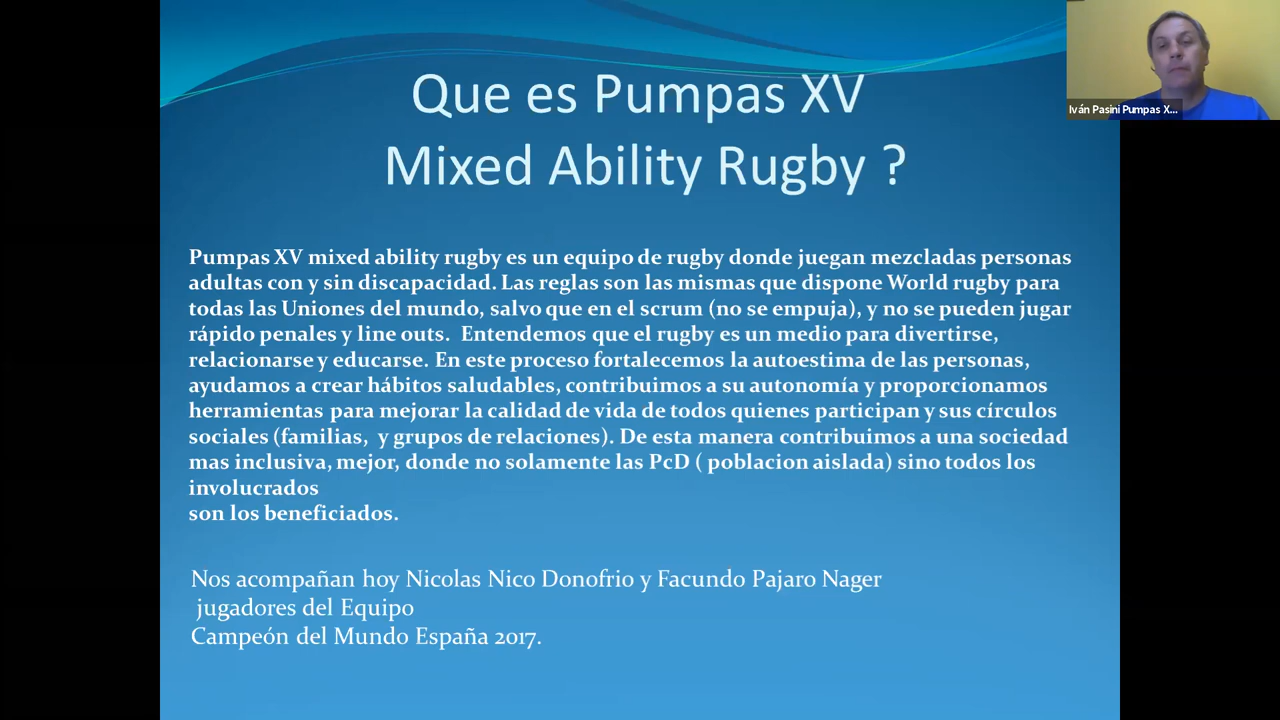 Que es Pumpas XV
Mixed Ability Rugby ?
Iván Pasini Pumpas X...
Pumpas XV mixed ability rugby es un equipo de rugby donde juegan mezcladas personas
adultas con y sin discapacidad. Las reglas son las mismas que dispone World rugby para
todas las Uniones del mundo, salvo que en el scrum (no se empuja), y no se pueden jugar
rápido penales y line outs.  Entendemos que el rugby es un medio para divertirse,
relacionarse y educarse. En este proceso fortalecemos la autoestima de las personas,
ayudamos a crear hábitos saludables, contribuimos a su autonomía y proporcionamos
herramientas para mejorar la calidad de vida de todos quienes participan y sus círculos
sociales (familias,  y grupos de relaciones). De esta manera contribuimos a una sociedad
mas inclusiva, mejor, donde no solamente las PcD ( poblacion aislada) sino todos los
involucrados
son los beneficiados.
Nos acompañan hoy Nicolas Nico Donofrio y Facundo Pajaro Nager
jugadores del Equipo
Campeón del Mundo España 2017.